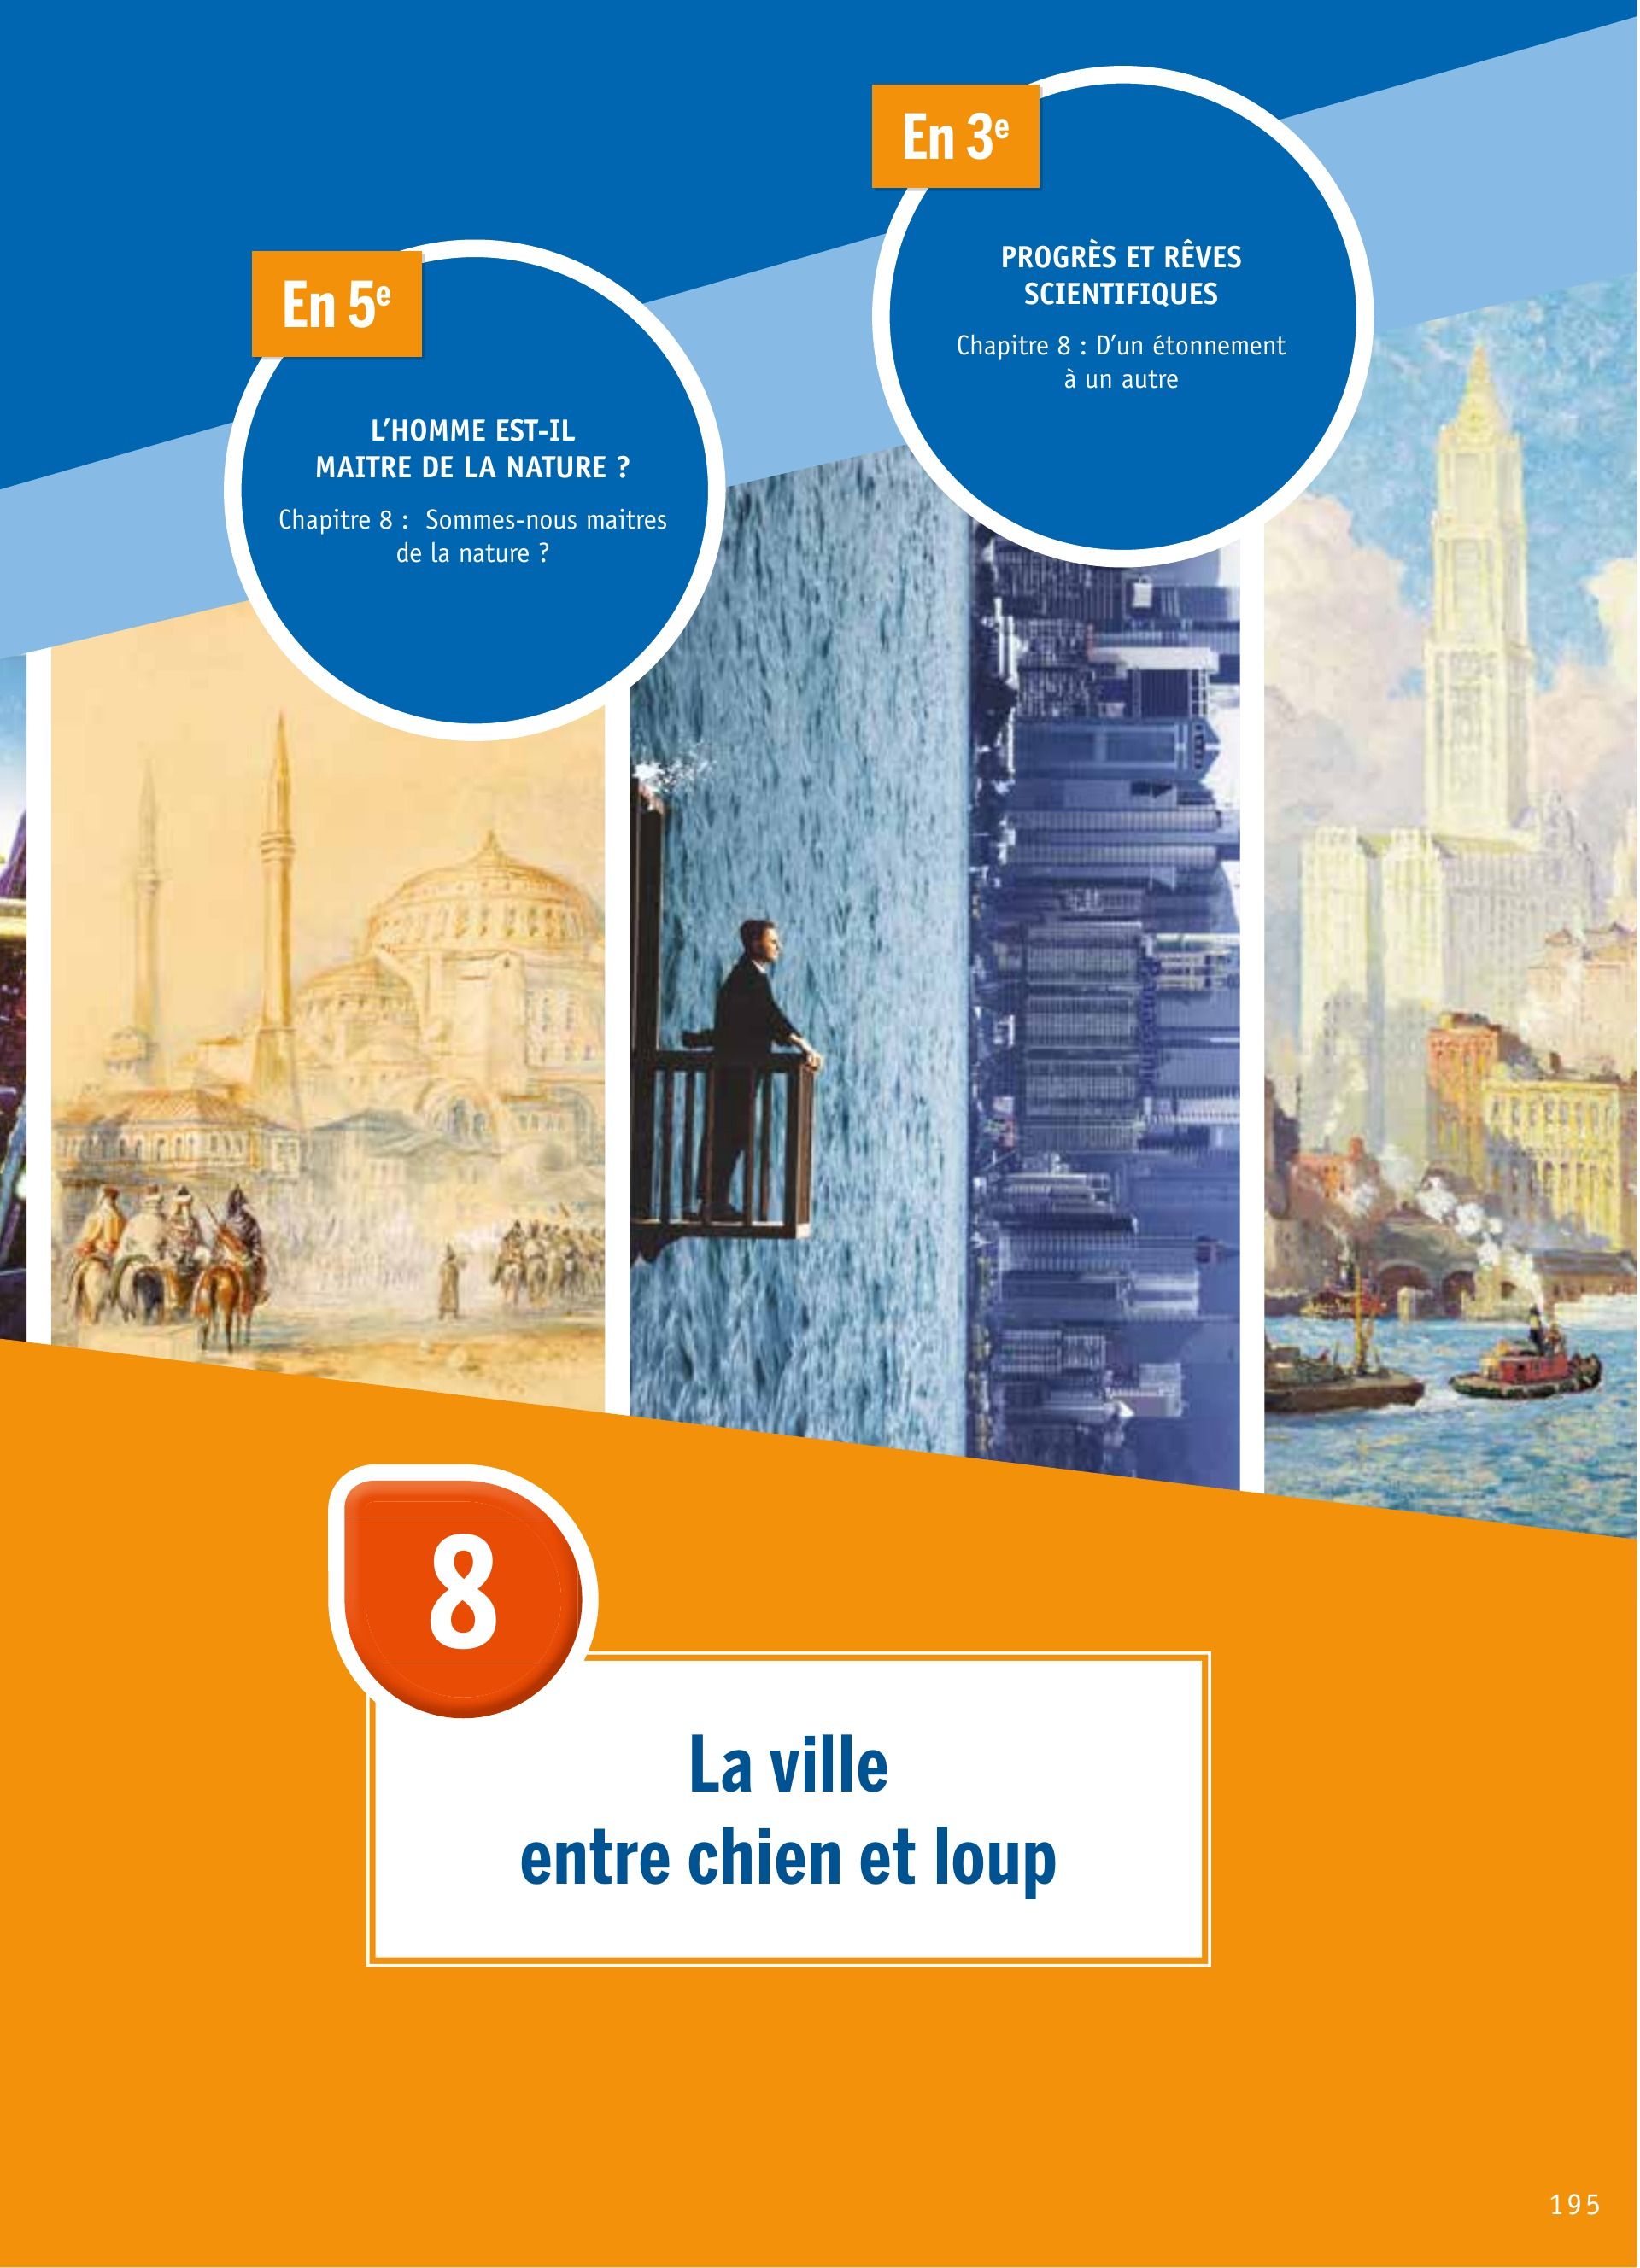 En 3e
PROGRÈS ET RÊVES
SCIENTIFIQUES
Chapitre 8 : D’un étonnement
à un autre
En 5e
L’HOMME EST-IL
MAITRE DE LA NATURE ?
Chapitre 8 : Sommes-nous maitres
de la nature ?
8
La ville
entre chien et loup
195